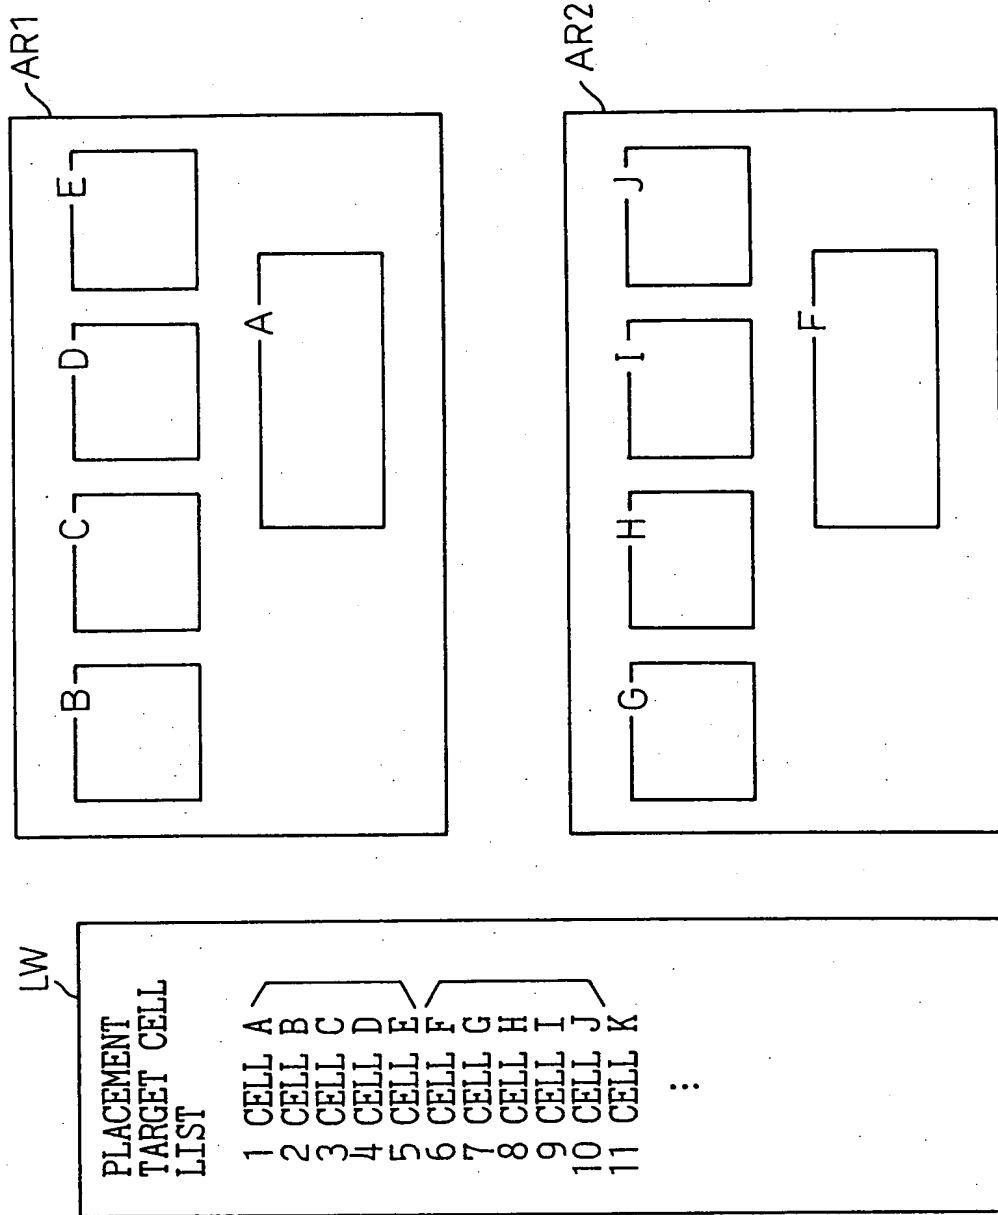 LW
PLACEMENT
TARGET CELL
LIST
1 CELL A
2 CELL B
3 CELL C
4 CELL D
5 CELL E
6 CELL F
7 CELL G
8 CELL H
9 CELL I
10 CELL J
11 CELL K
⋮
AR1
B
C
D
E
A
AR2
G
H
I
J
F